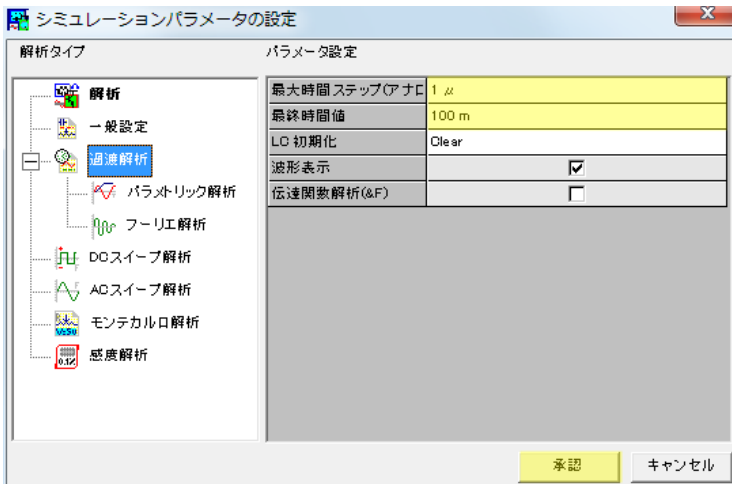 シミュレーションパラメータの設定
解析タイプ
パラメータ設定
解析
一般設定
過渡解析
パラメトリック解析
フーリエ解析
DCスイープ解析
ACスイープ解析
モンテカルロ解析
感度解析
最大時間ステップ(アナロ 1 μ
最終時間値 100 m
LC 初期化 Clear
波形表示
伝達関数解析(&F)
承認 キャンセル